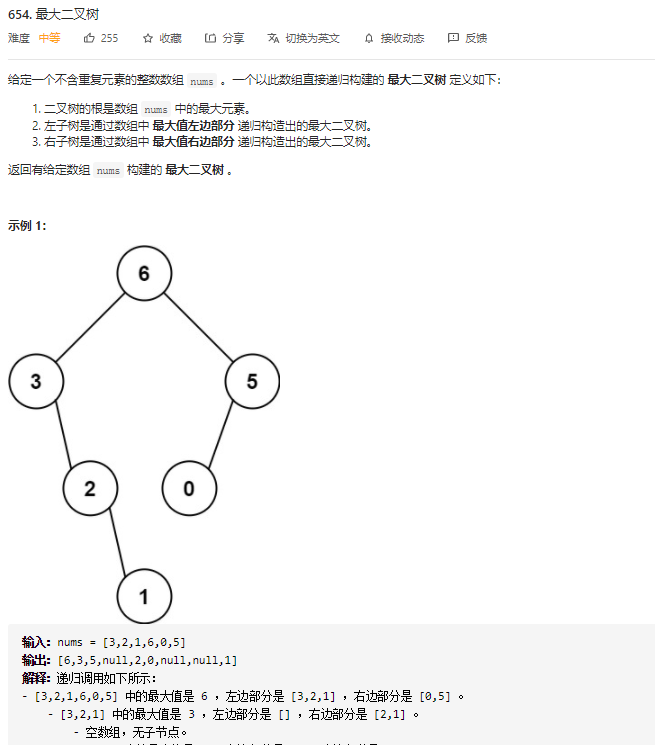 654. 最大二叉树
难度 中等 255 收藏 分享 切换为英文 接收动态 反馈
给定一个不含重复元素的整数数组 nums 。一个以此数组直接递归构建的 最大二叉树 定义如下：
1. 二叉树的根是数组 nums 中的最大元素。
2. 左子树是通过数组中 最大值左边部分 递归构造出的最大二叉树。
3. 右子树是通过数组中 最大值右边部分 递归构造出的最大二叉树。
返回有给定数组 nums 构建的 最大二叉树 。
示例 1：
6
3 5
2 0
1
输入：nums = [3,2,1,6,0,5]
输出：[6,3,5,null,2,0,null,null,1]
解释：递归调用如下所示：
- [3,2,1,6,0,5] 中的最大值是 6 ，左边部分是 [3,2,1] ，右边部分是 [0,5] 。
- [3,2,1] 中的最大值是 3 ，左边部分是 [] ，右边部分是 [2,1] 。
- 空数组，无子节点。